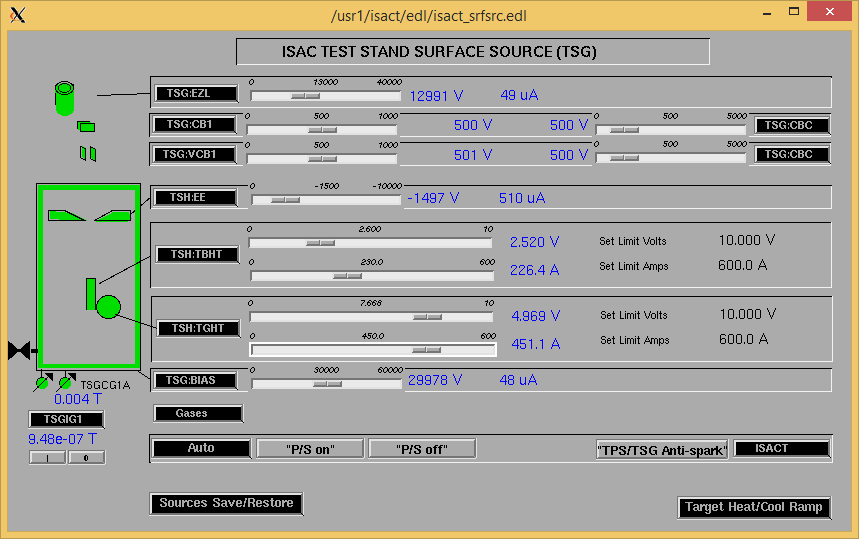 /usr1/isact/edl/isact_srfsrc.edl
ISAC TEST STAND SURFACE SOURCE (TSG)
TSG:EZL 0 13000 40000 12991 V 49 uA
TSG:CB1 0 500 1000 500 V 500 V 0 500 5000 TSG:CBC
TSG:VCB1 0 500 1000 501 V 500 V 0 500 5000 TSG:CBC
TSH:EE 0 -1500 -10000 -1497 V 510 uA
TSH:TBHT 0 2.600 10 2.520 V Set Limit Volts 10.000 V
0 230.0 600 226.4 A Set Limit Amps 600.0 A
TSH:TGHT 0 7.668 10 4.969 V Set Limit Volts 10.000 V
0 450.0 600 451.1 A Set Limit Amps 600.0 A
TSG:BIAS 0 30000 60000 29978 V 48 uA
TSGCG1A
0.004 T
TSGIG1
9.48e-07 T
I 0
Gases
Auto "P/S on" "P/S off" "TPS/TSG Anti-spark" ISACT
Sources Save/Restore
Target Heat/Cool Ramp